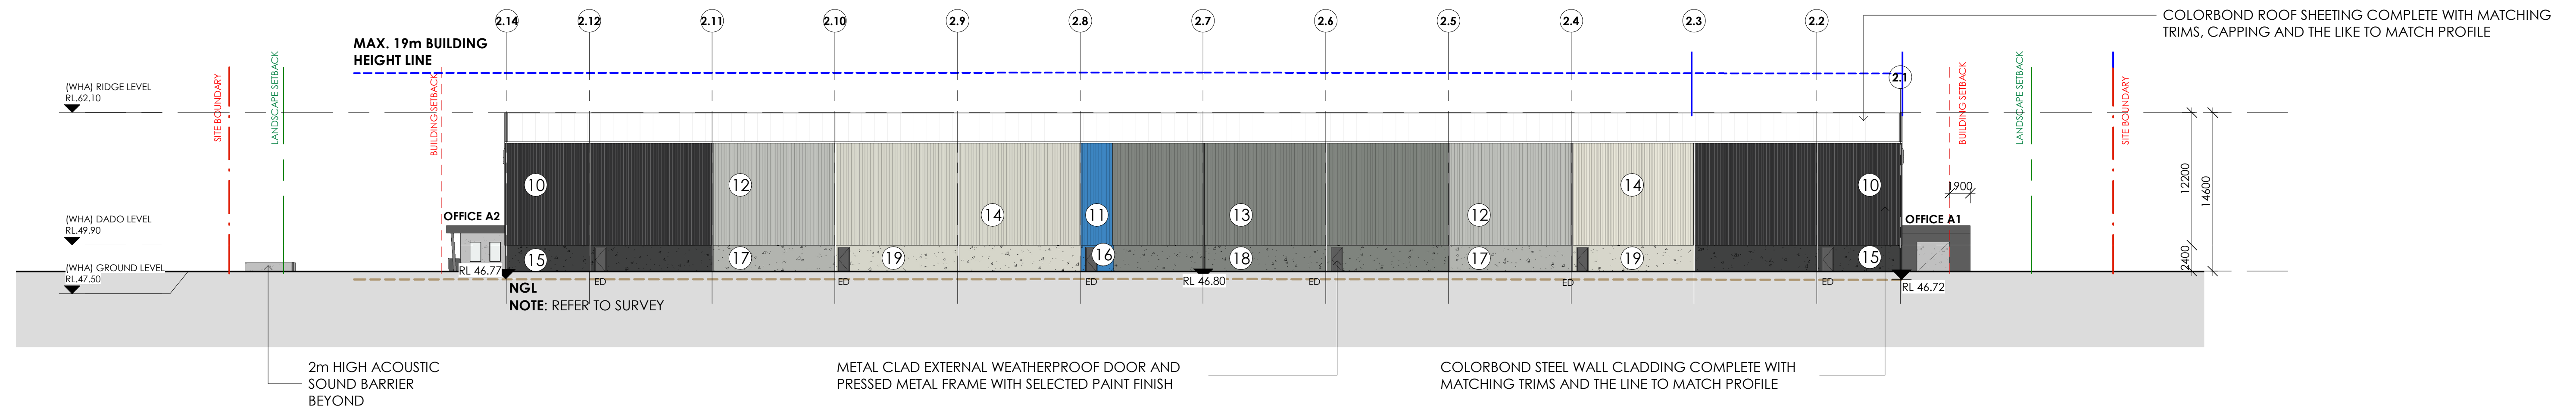 2.14
2.12
2.11
2.10
2.9
2.8
2.7
2.6
2.5
2.4
2.3
2.2
COLORBOND ROOF SHEETING COMPLETE WITH MATCHING
TRIMS, CAPPING AND THE LIKE TO MATCH PROFILE
MAX. 19m BUILDING
HEIGHT LINE
2.1
SITE BOUNDARY
LANDSCAPE SETBACK
BUILDING SETBACK
BUILDING SETBACK
LANDSCAPE SETBACK
SITE BOUNDARY
(WHA) RIDGE LEVEL
RL.62.10
10
12
14
11
13
12
14
10
1900
12200
14600
(WHA) DADO LEVEL
RL.49.90
OFFICE A2
OFFICE A1
15
17
19
16
18
17
19
15
2400
(WHA) GROUND LEVEL
RL.47.50
RL 46.77
ED
ED
ED
RL 46.80
ED
ED
ED
RL 46.72
NGL
NOTE: REFER TO SURVEY
2m HIGH ACOUSTIC
SOUND BARRIER
BEYOND
METAL CLAD EXTERNAL WEATHERPROOF DOOR AND
PRESSED METAL FRAME WITH SELECTED PAINT FINISH
COLORBOND STEEL WALL CLADDING COMPLETE WITH
MATCHING TRIMS AND THE LINE TO MATCH PROFILE